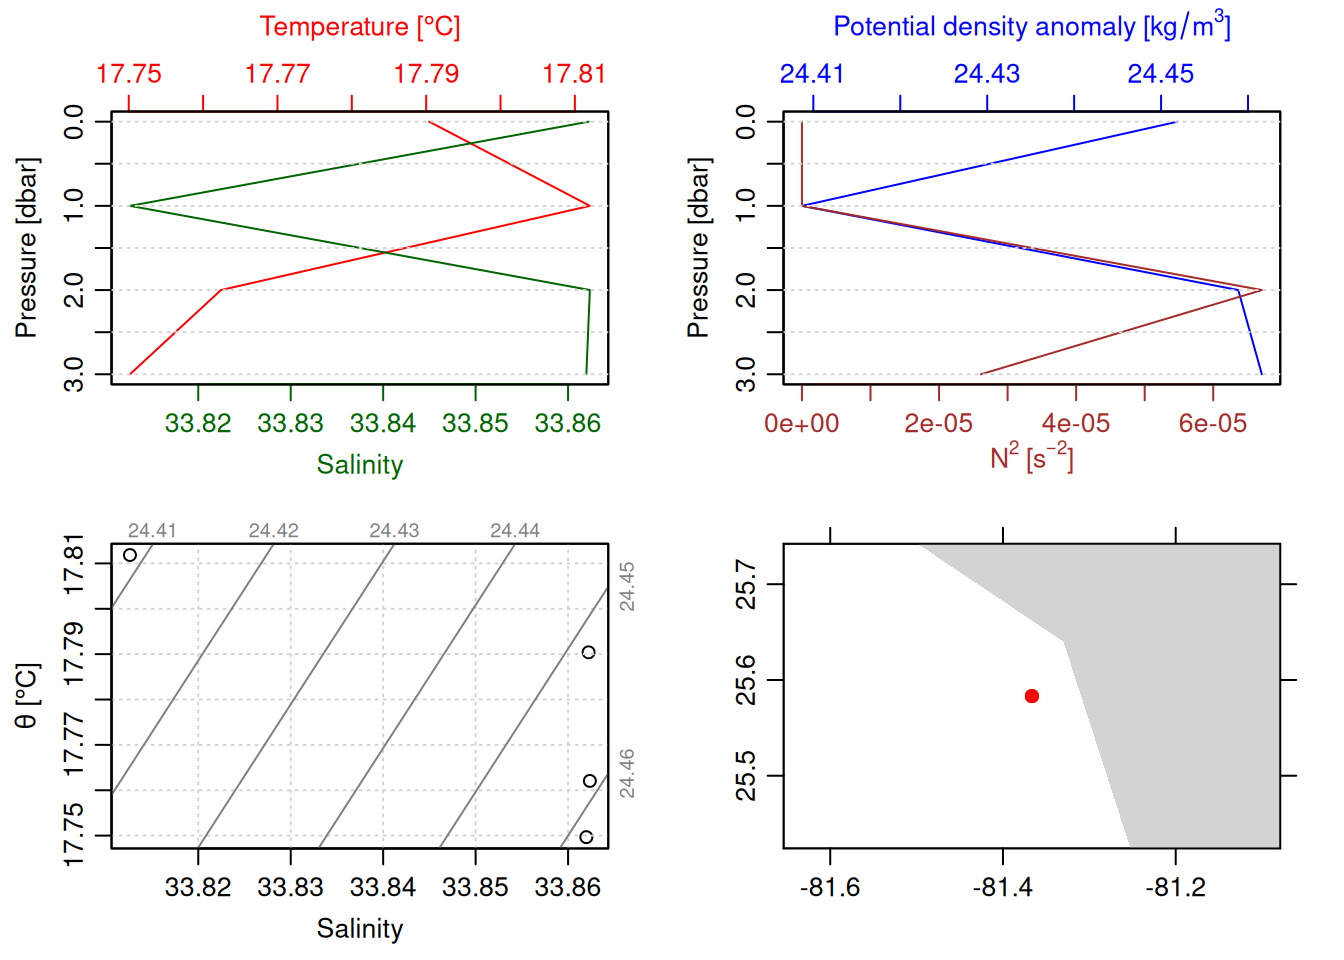 Temperature [°C]
17.75 17.77 17.79 17.81
Pressure [dbar]
0.0
1.0
2.0
3.0
33.82 33.83 33.84 33.85 33.86
Salinity
Potential density anomaly [kg/m³]
24.41 24.43 24.45
Pressure [dbar]
0.0
1.0
2.0
3.0
0e+00 2e-05 4e-05 6e-05
N² [s⁻²]
24.41 24.42 24.43 24.44
24.45
24.46
θ [°C]
17.81
17.79
17.77
17.75
33.82 33.83 33.84 33.85 33.86
Salinity
25.7
25.6
25.5
-81.6 -81.4 -81.2